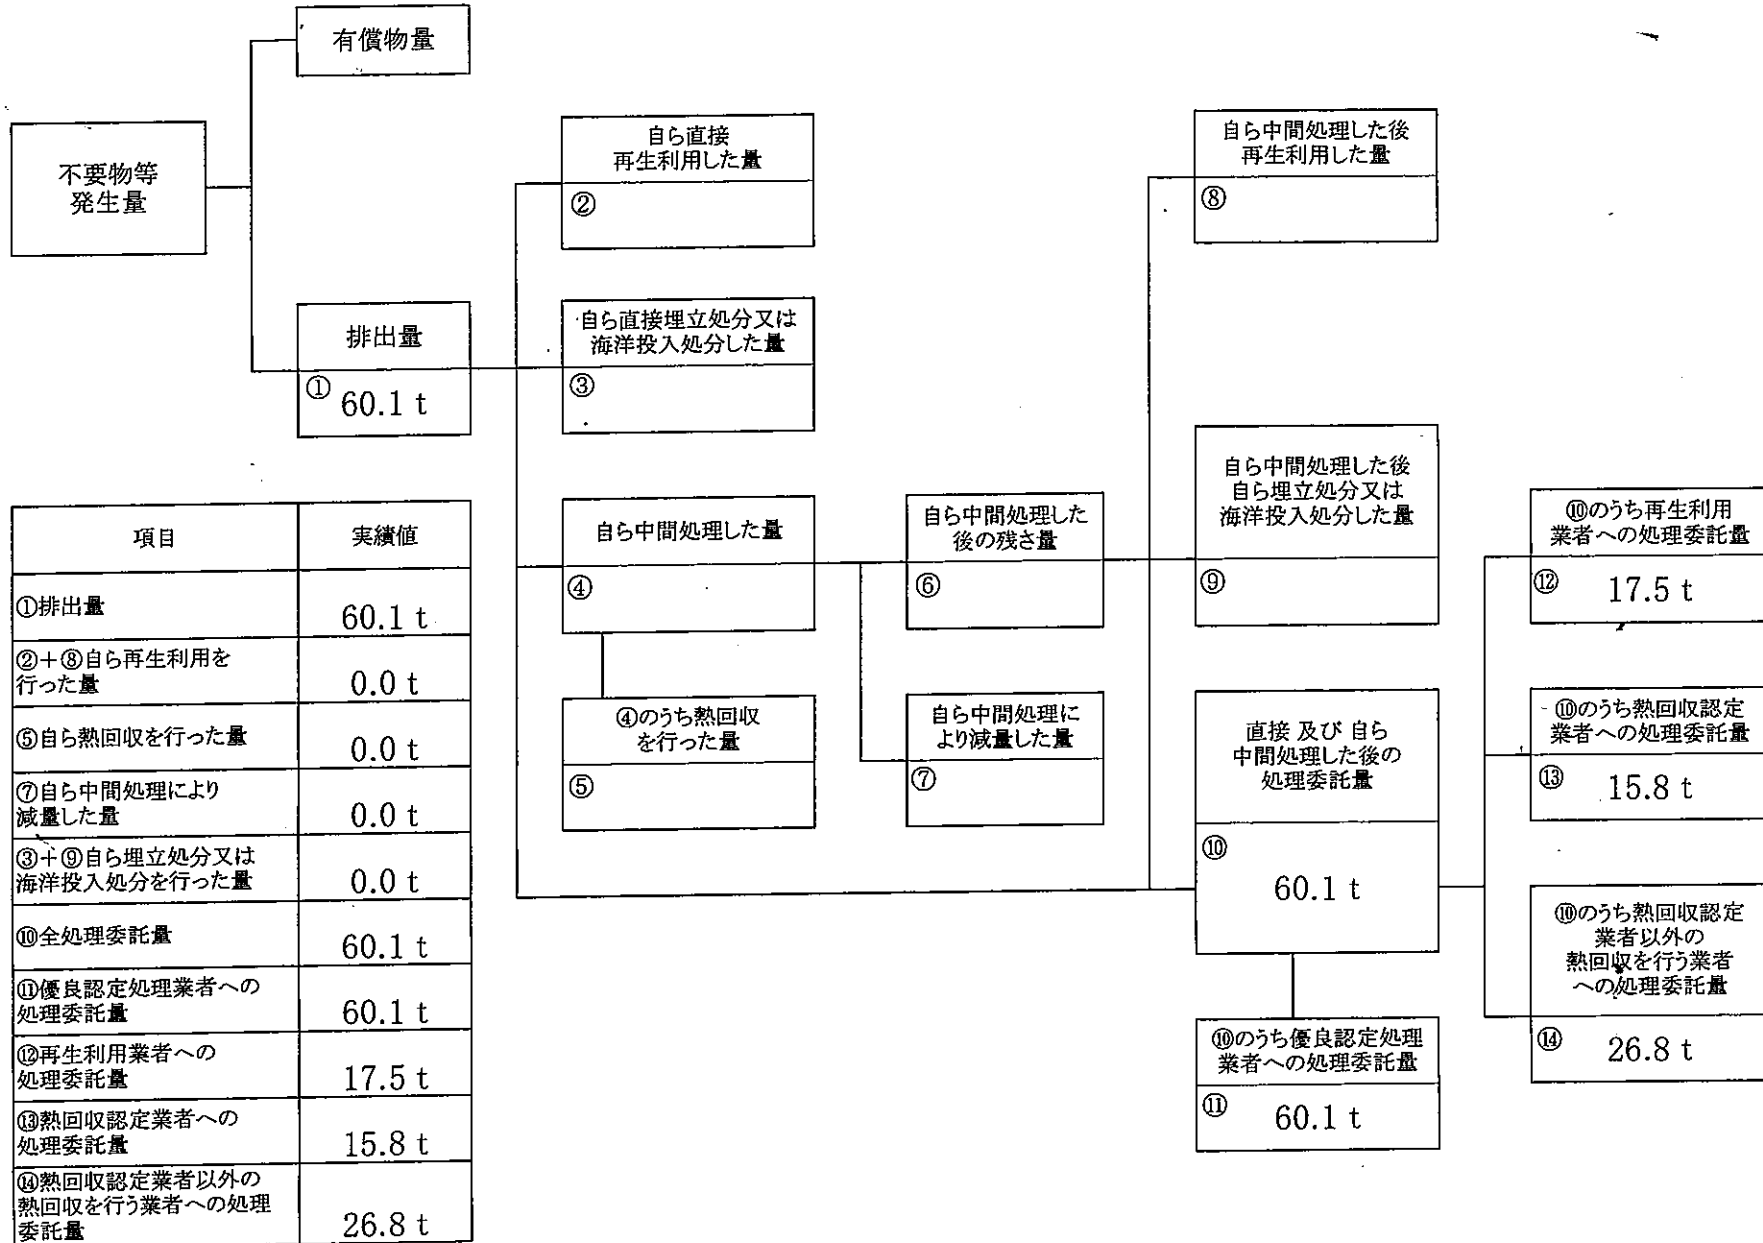 有償物量
不要物等
発生量
排出量
① 60.1 t
自ら直接
再生利用した量
②
自ら直接埋立処分又は
海洋投入処分した量
③
自ら中間処理した量
④
④のうち熱回収
を行った量
⑤
自ら中間処理した
後の残さ量
⑥
自ら中間処理に
より減量した量
⑦
自ら中間処理した後
再生利用した量
⑧
自ら中間処理した後
自ら埋立処分又は
海洋投入処分した量
⑨
直接 及び 自ら
中間処理した後の
処理委託量
⑩
60.1 t
⑩のうち優良認定処理
業者への処理委託量
⑪ 60.1 t
⑩のうち再生利用
業者への処理委託量
⑫ 17.5 t
⑩のうち熱回収認定
業者への処理委託量
⑬ 15.8 t
⑩のうち熱回収認定
業者以外の
熱回収を行う業者
への処理委託量
⑭ 26.8 t
項目 実績値
①排出量 60.1 t
②+⑧自ら再生利用を
行った量 0.0 t
⑤自ら熱回収を行った量 0.0 t
⑦自ら中間処理により
減量した量 0.0 t
③+⑨自ら埋立処分又は
海洋投入処分を行った量 0.0 t
⑩全処理委託量 60.1 t
⑪優良認定処理業者への
処理委託量 60.1 t
⑫再生利用業者への
処理委託量 17.5 t
⑬熱回収認定業者への
処理委託量 15.8 t
⑭熱回収認定業者以外の
熱回収を行う業者への処理
委託量 26.8 t